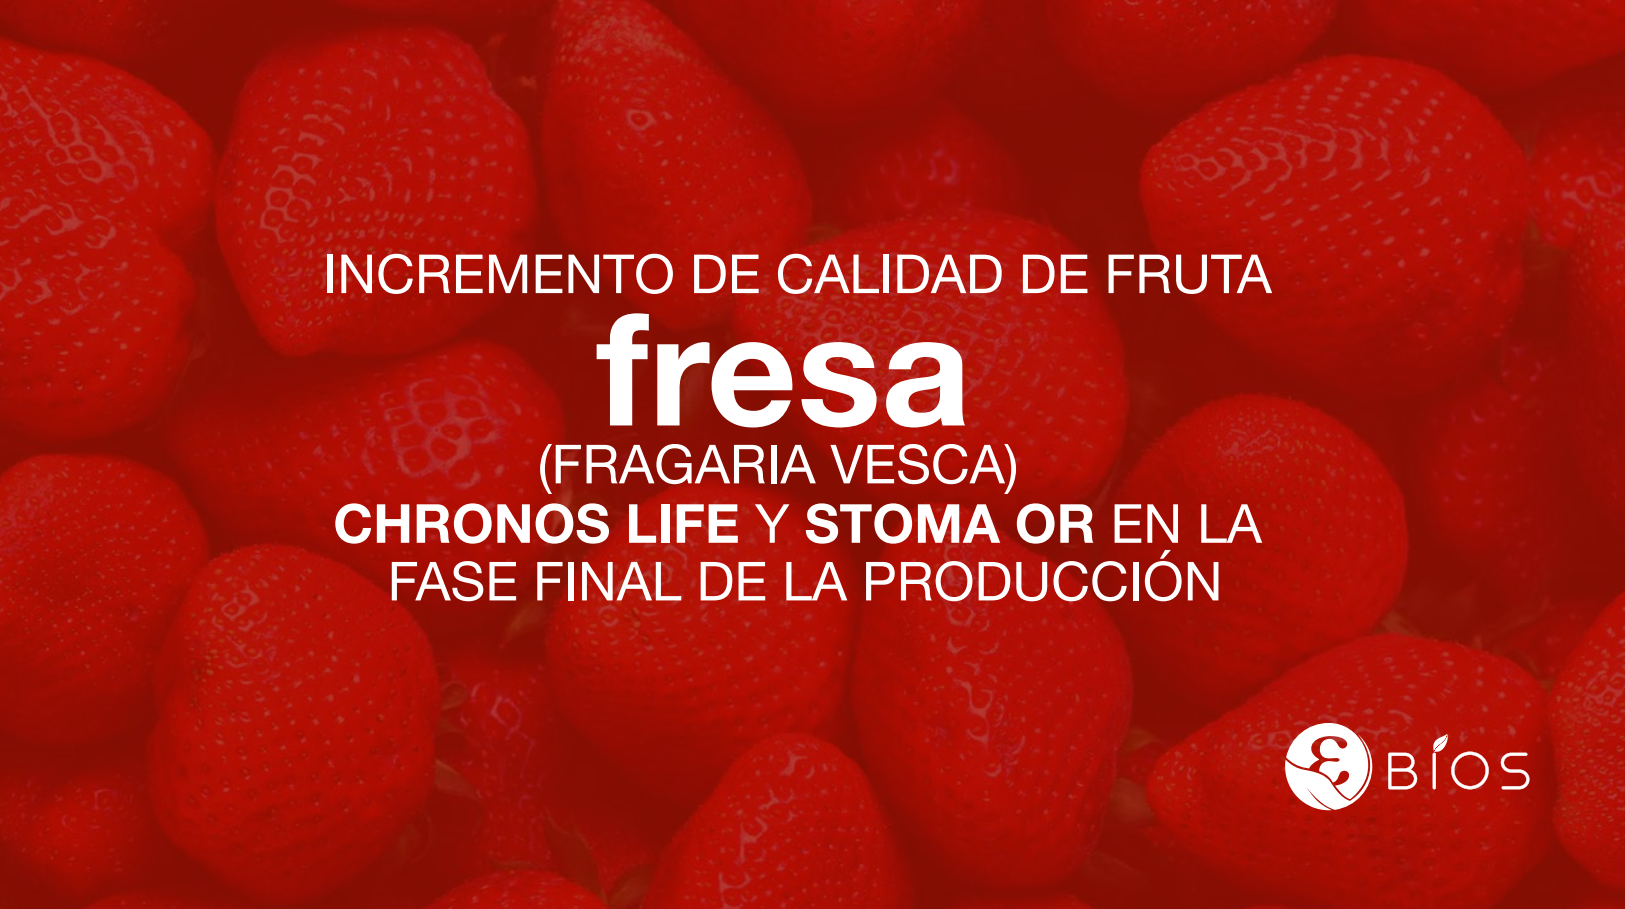 INCREMENTO DE CALIDAD DE FRUTA
fresa
(FRAGARIA VESCA)
CHRONOS LIFE Y STOMA OR EN LA
FASE FINAL DE LA PRODUCCIÓN
ε BÍOS